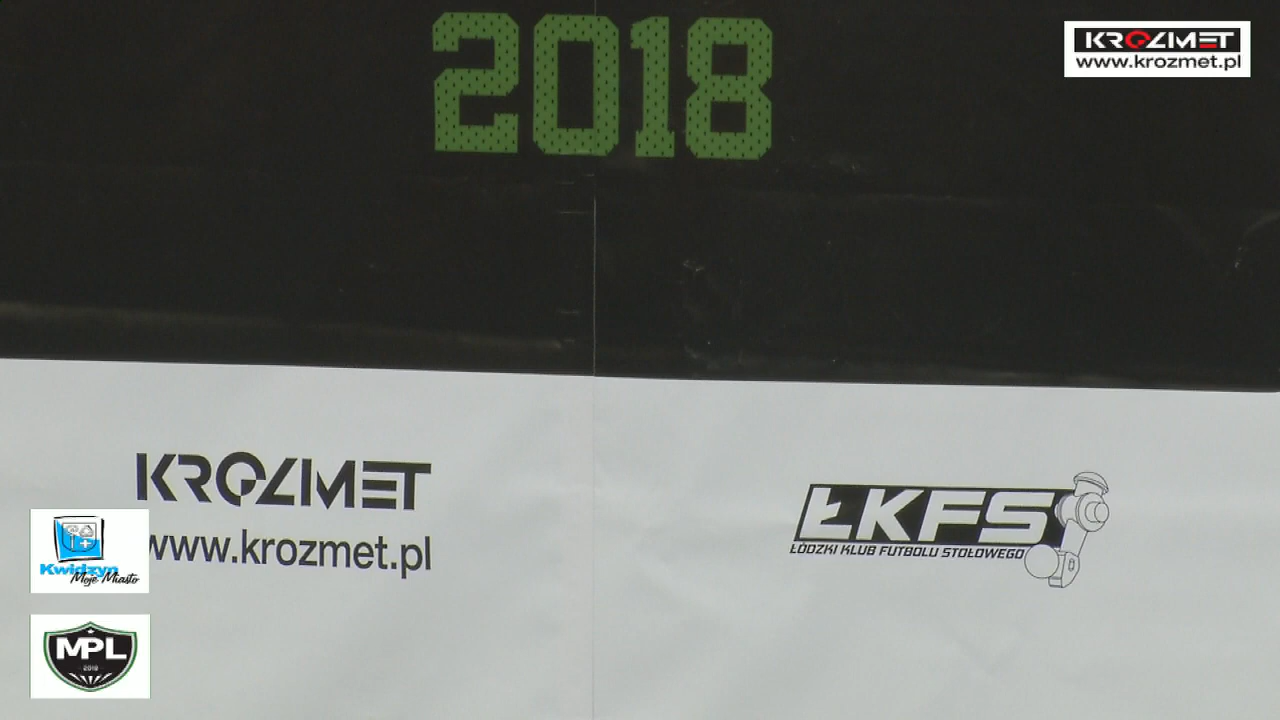 2018
KROZMET
www.krozmet.pl
KROZMET
www.krozmet.pl
ŁKFS
ŁÓDZKI KLUB FUTBOLU STOŁOWEGO
Kwidzyn
Moje Miasto
MPL
2018